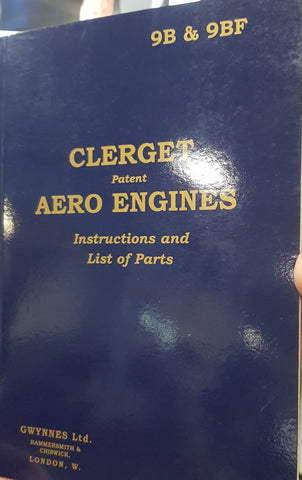 9B & 9BF
CLERGET
Patent
AERO ENGINES
Instructions and
List of Parts
GWYNNES Ltd.
HAMMERSMITH &
CHISWICK,
LONDON, W.